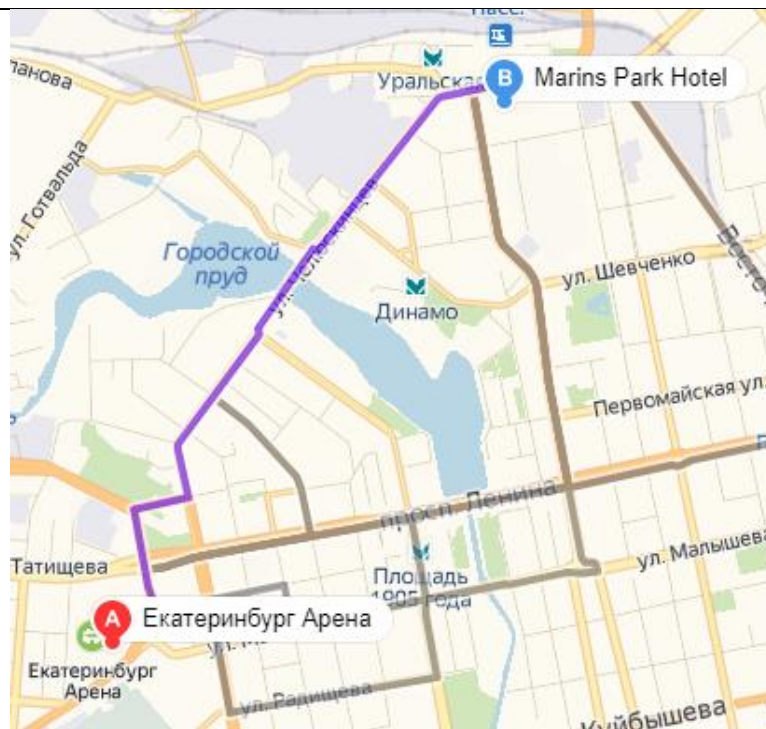 Уральская
B
Marins Park Hotel
ул. Готвальда
Городской
пруд
ул. Челюскинцев
ул. Шевченко
Динамо
Первомайская ул.
просп. Ленина
Татищева
ул. Малышева
Площадь
1905 года
A
Екатеринбург Арена
Екатеринбург
Арена
ул. Радищева
Куйбышева